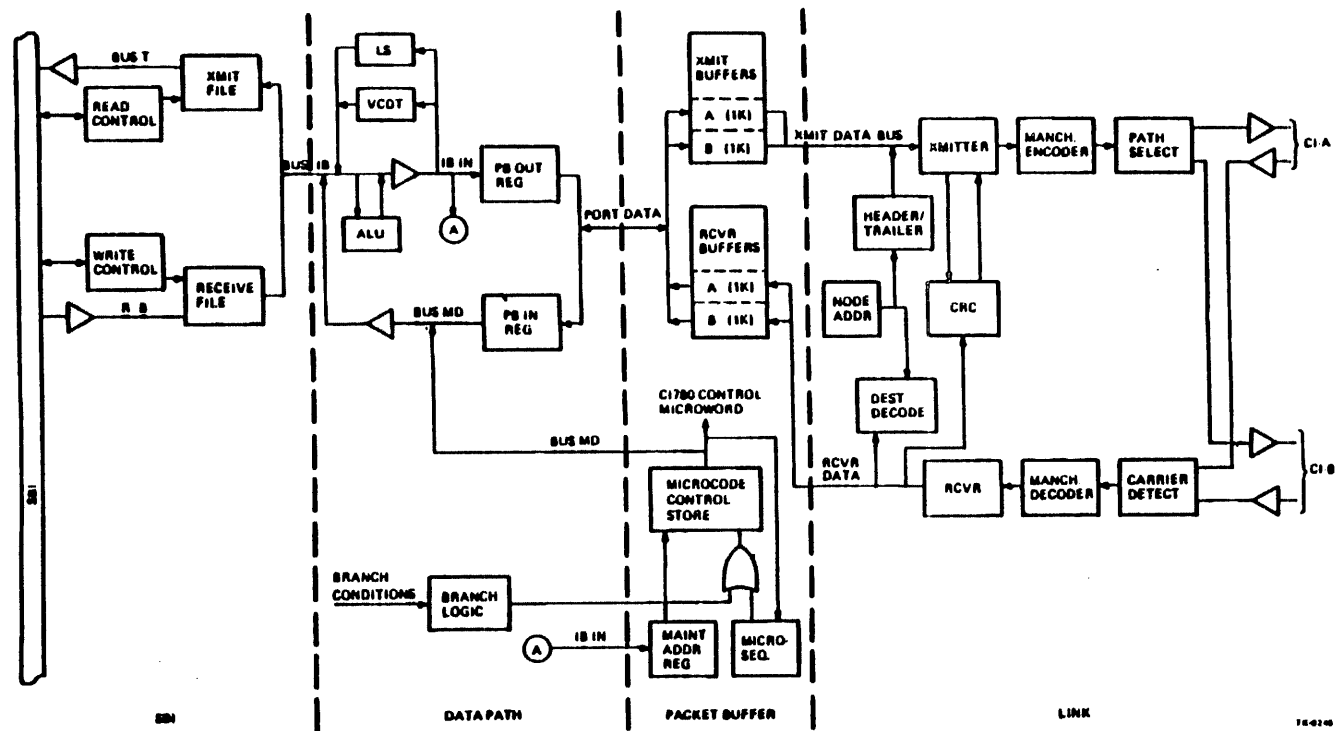 BUS T
XMIT
FILE
READ
CONTROL
SBI
WRITE
CONTROL
RECEIVE
FILE
BUS IB
LS
VCDT
IB IN
PB OUT
REG
ALU
A
PORT DATA
BUS MD
PB IN
REG
BUS MD
BRANCH
CONDITIONS
BRANCH
LOGIC
A
IB IN
XMIT
BUFFERS
A (1K)
B (1K)
RCVR
BUFFERS
A (1K)
B (1K)
CI780 CONTROL
MICROWORD
MICROCODE
CONTROL
STORE
MAINT
ADDR
REG
MICRO-
SEQ.
XMIT DATA BUS
XMITTER
MANCH.
ENCODER
PATH
SELECT
CI-A
HEADER/
TRAILER
NODE
ADDR
CRC
DEST
DECODE
RCVR
DATA
RCVR
MANCH.
DECODER
CARRIER
DETECT
CI-B
SBI
DATA PATH
PACKET BUFFER
LINK